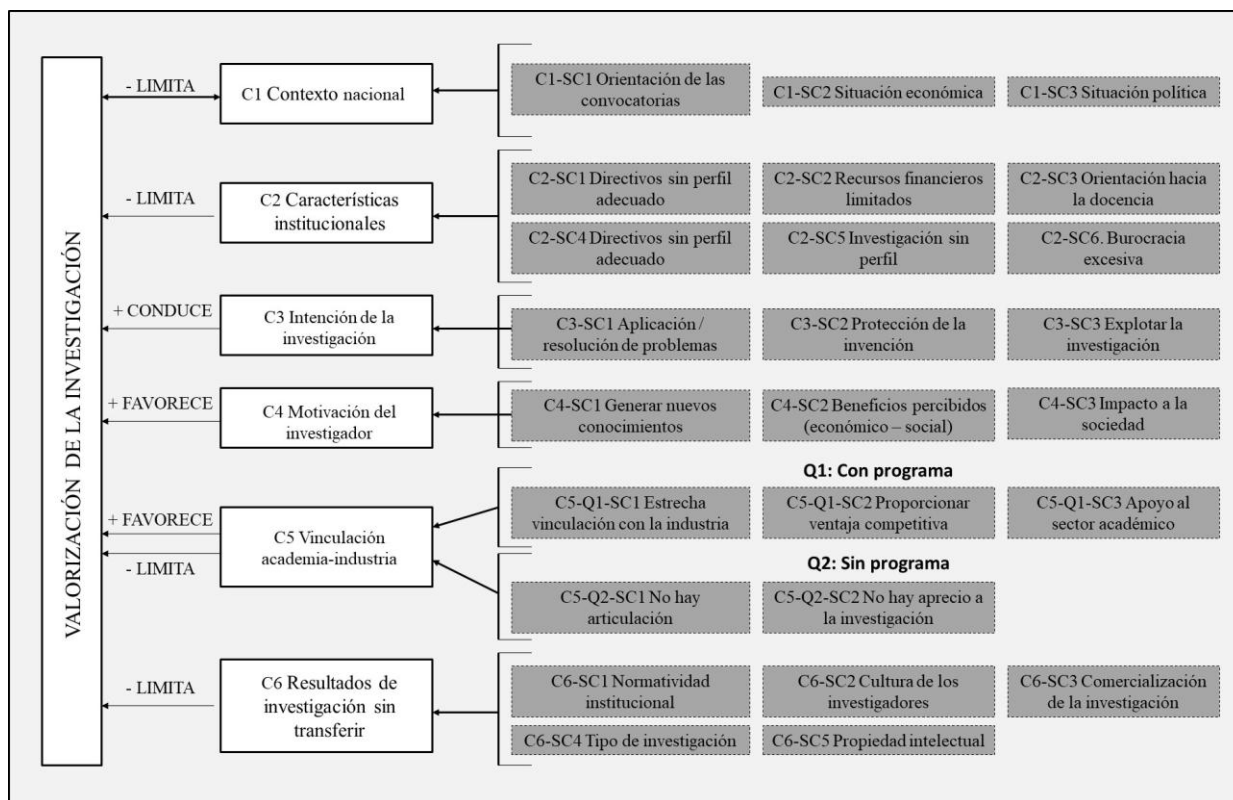 VALORIZACIÓN DE LA INVESTIGACIÓN
- LIMITA
C1 Contexto nacional
C1-SC1 Orientación de las
convocatorias
C1-SC2 Situación económica
C1-SC3 Situación política
- LIMITA
C2 Características
institucionales
C2-SC1 Directivos sin perfil
adecuado
C2-SC2 Recursos financieros
limitados
C2-SC3 Orientación hacia
la docencia
C2-SC4 Directivos sin perfil
adecuado
C2-SC5 Investigación sin
perfil
C2-SC6. Burocracia
excesiva
+ CONDUCE
C3 Intención de la
investigación
C3-SC1 Aplicación /
resolución de problemas
C3-SC2 Protección de la
invención
C3-SC3 Explotar la
investigación
+ FAVORECE
C4 Motivación del
investigador
C4-SC1 Generar nuevos
conocimientos
C4-SC2 Beneficios percibidos
(económico – social)
C4-SC3 Impacto a la
sociedad
+ FAVORECE
- LIMITA
C5 Vinculación
academia-industria
Q1: Con programa
C5-Q1-SC1 Estrecha
vinculación con la industria
C5-Q1-SC2 Proporcionar
ventaja competitiva
C5-Q1-SC3 Apoyo al
sector académico
Q2: Sin programa
C5-Q2-SC1 No hay
articulación
C5-Q2-SC2 No hay aprecio a
la investigación
- LIMITA
C6 Resultados de
investigación sin
transferir
C6-SC1 Normatividad
institucional
C6-SC2 Cultura de los
investigadores
C6-SC3 Comercialización
de la investigación
C6-SC4 Tipo de investigación
C6-SC5 Propiedad intelectual